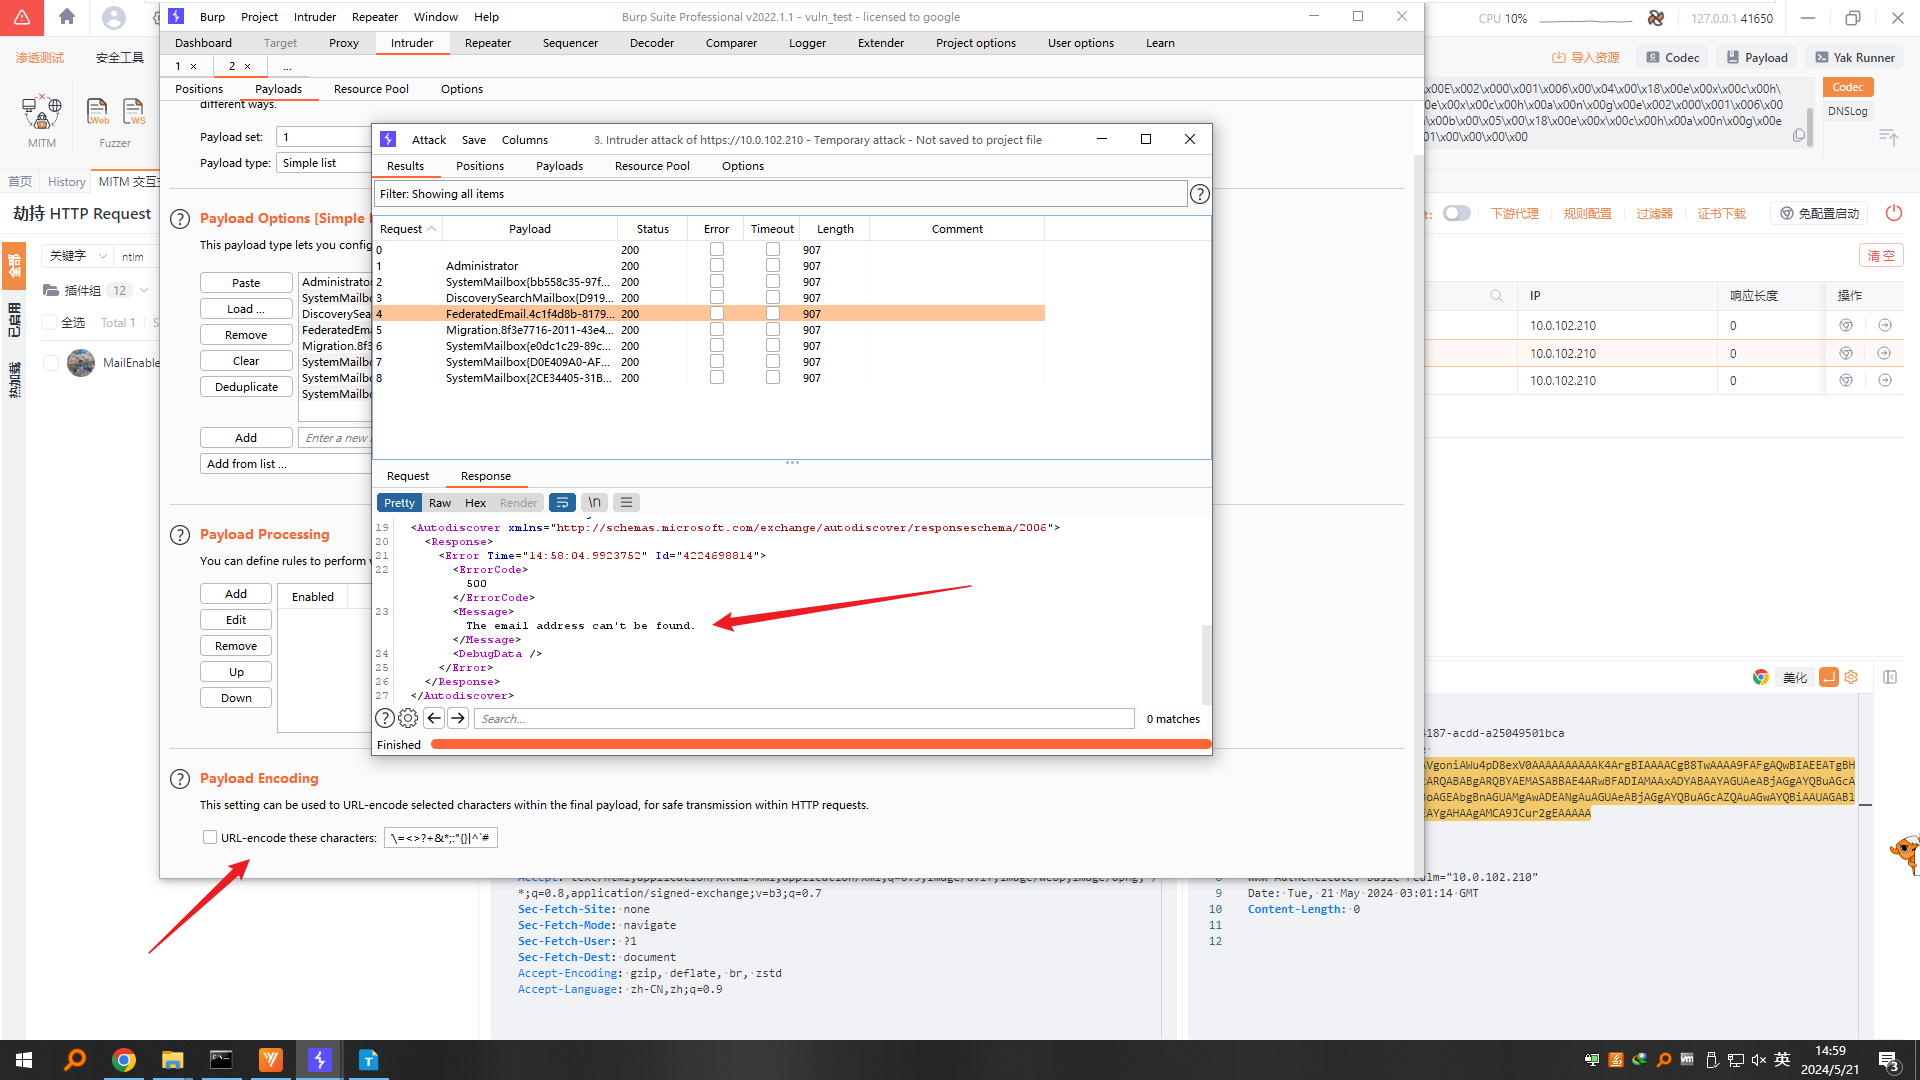 Burp Project Intruder Repeater Window Help
Burp Suite Professional v2022.1.1 - vuln_test - licensed to google
CPU 10%
127.0.0.1 41650
Dashboard Target Proxy Intruder Repeater Sequencer Decoder Comparer Logger Extender Project options User options Learn
渗透测试 安全工具
导入资源 Codec Payload Yak Runner
1 × 2 × ...
Positions Payloads Resource Pool Options
different ways.
Payload set: 1
Payload type: Simple list
MITM
Web WS
Fuzzer
首页 History MITM 交互
劫持 HTTP Request
全部
已启用
热加载
关键字 ntlm
插件组 12
全选 Total 1
MailEnable
Payload Options [Simple
This payload type lets you config
Paste
Load ...
Remove
Clear
Deduplicate
Administrator
SystemMailbo
DiscoverySea
FederatedEma
Migration.8f3
SystemMailbo
SystemMailbo
SystemMailbo
Add Enter a new
Add from list ...
Payload Processing
You can define rules to perform
Add
Edit
Remove
Up
Down
Enabled
Payload Encoding
This setting can be used to URL-encode selected characters within the final payload, for safe transmission within HTTP requests.
URL-encode these characters: \=<>?+&*;:"{}|^`#
Attack Save Columns
3. Intruder attack of https://10.0.102.210 - Temporary attack - Not saved to project file
Results Positions Payloads Resource Pool Options
Filter: Showing all items
Request Payload Status Error Timeout Length Comment
0 200 907
1 Administrator 200 907
2 SystemMailbox{bb558c35-97f... 200 907
3 DiscoverySearchMailbox{D919... 200 907
4 FederatedEmail.4c1f4d8b-8179... 200 907
5 Migration.8f3e7716-2011-43e4... 200 907
6 SystemMailbox{e0dc1c29-89c... 200 907
7 SystemMailbox{D0E409A0-AF... 200 907
8 SystemMailbox{2CE34405-31B... 200 907
Request Response
Pretty Raw Hex Render \n
19 <Autodiscover xmlns="http://schemas.microsoft.com/exchange/autodiscover/responseschema/2006">
20 <Response>
21 <Error Time="14:58:04.9923752" Id="4224698814">
22 <ErrorCode>
500
</ErrorCode>
23 <Message>
The email address can't be found.
</Message>
24 <DebugData />
25 </Error>
26 </Response>
27 </Autodiscover>
Search...
0 matches
Finished
\x00E\x002\x000\x001\x006\x00\x04\x00\x18\x00e\x00x\x00c\x00h\
0e\x00x\x00c\x00h\x00a\x00n\x00g\x00e\x002\x000\x001\x006\x00
x00b\x00\x05\x00\x18\x00e\x00x\x00c\x00h\x00a\x00n\x00g\x00e
01\x00\x00\x00\x00
Codec
DNSLog
下游代理 规则配置 过滤器 证书下载 免配置启动
清 空
IP 响应长度 操作
10.0.102.210 0
10.0.102.210 0
10.0.102.210 0
美化
187-acdd-a25049501bca
*;q=0.8,application/signed-exchange;v=b3;q=0.7
Sec-Fetch-Site: none
Sec-Fetch-Mode: navigate
Sec-Fetch-User: ?1
Sec-Fetch-Dest: document
Accept-Encoding: gzip, deflate, br, zstd
Accept-Language: zh-CN,zh;q=0.9
9 Date: Tue, 21 May 2024 03:01:14 GMT
10 Content-Length: 0
11
12
英
14:59
2024/5/21
3